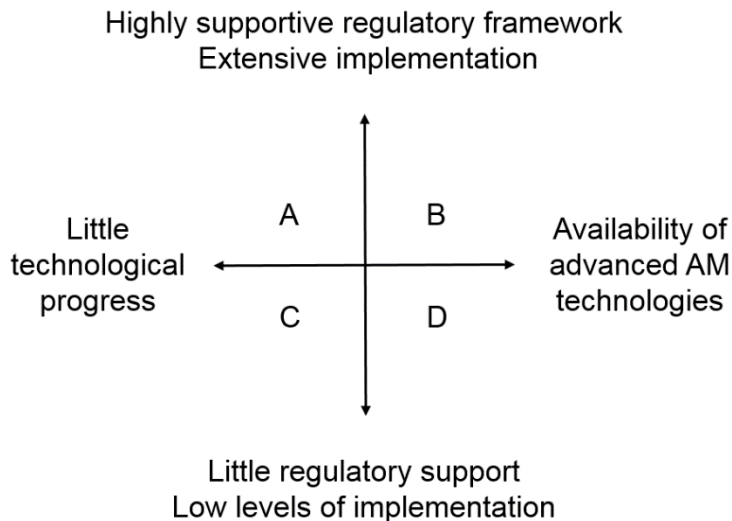 Highly supportive regulatory framework
Extensive implementation
A
B
Little
technological
progress
Availability of
advanced AM
technologies
C
D
Little regulatory support
Low levels of implementation